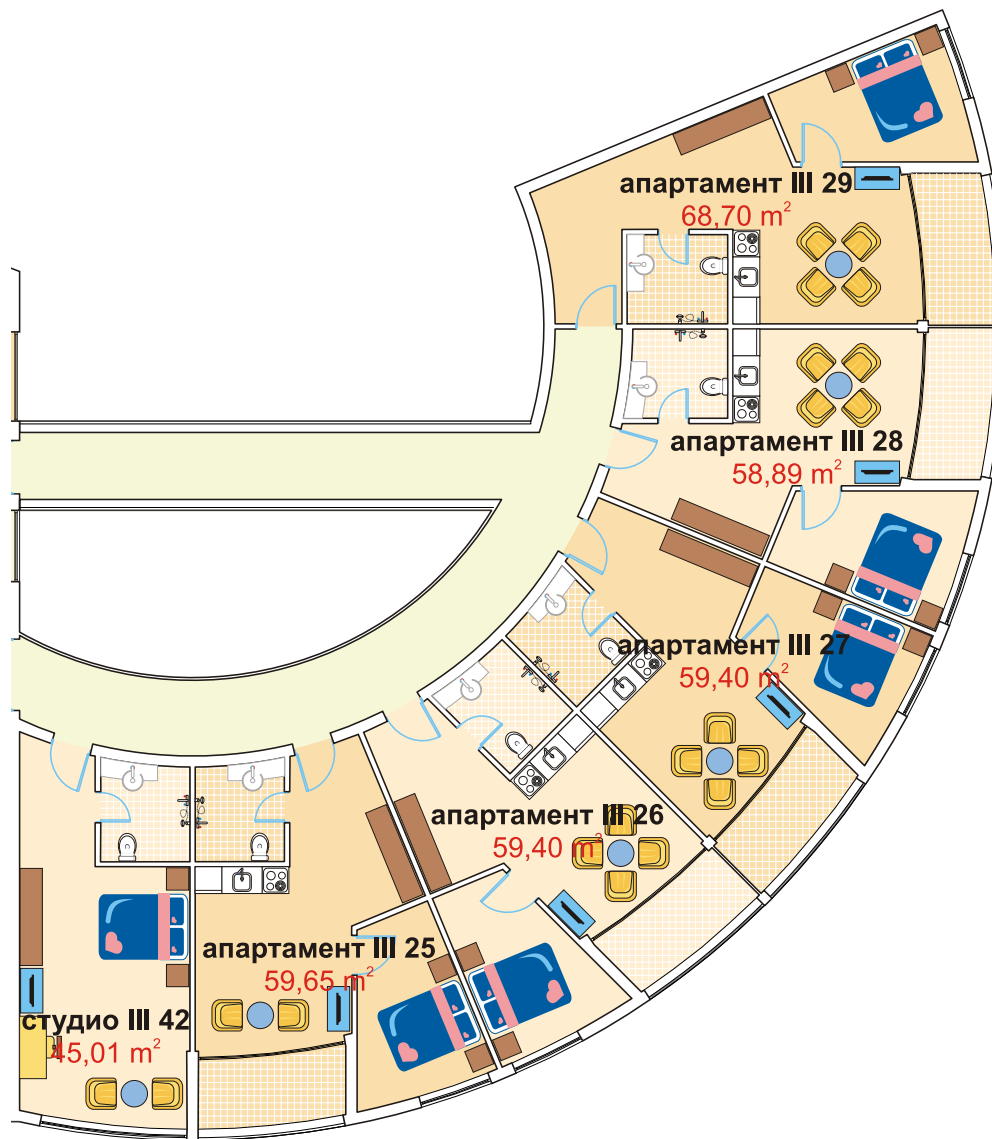 апартамент III 29
68,70 m²
апартамент III 28
58,89 m²
апартамент III 27
59,40 m²
апартамент III 26
59,40 m²
апартамент III 25
59,65 m²
студио III 42
45,01 m²